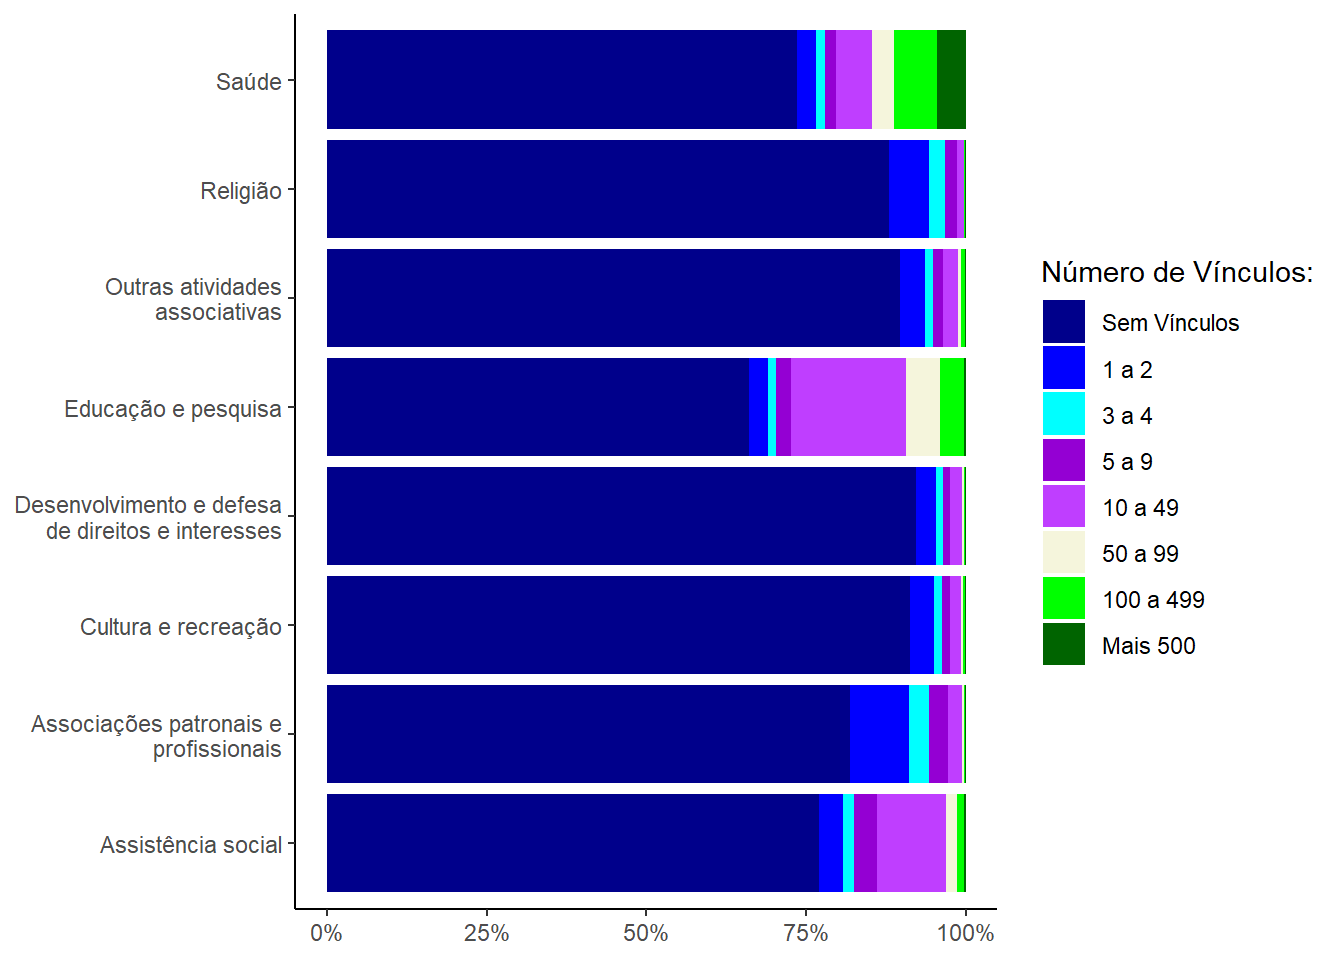 Saúde
Religião
Outras atividades
associativas
Educação e pesquisa
Desenvolvimento e defesa
de direitos e interesses
Cultura e recreação
Associações patronais e
profissionais
Assistência social
0%
25%
50%
75%
100%
Número de Vínculos:
Sem Vínculos
1 a 2
3 a 4
5 a 9
10 a 49
50 a 99
100 a 499
Mais 500